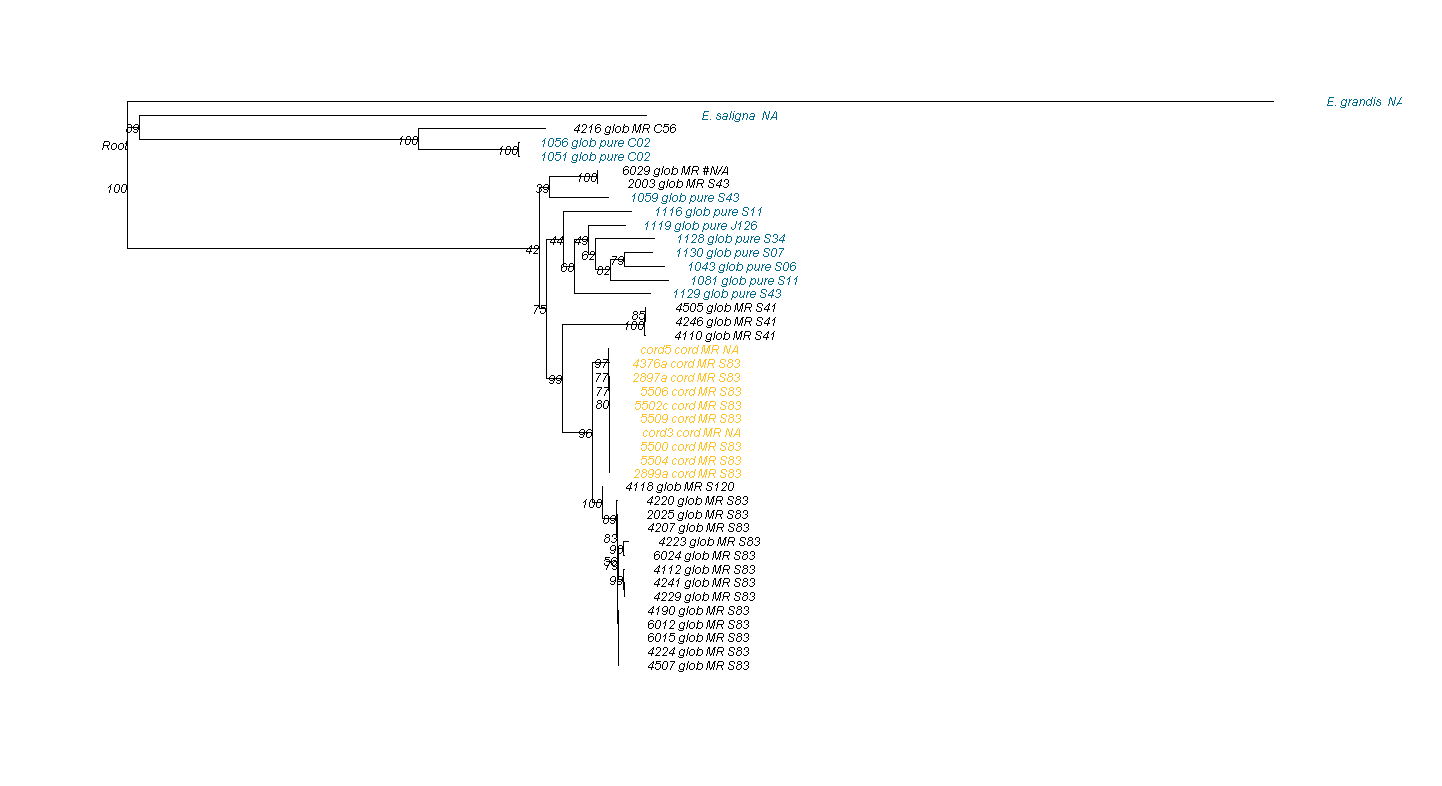 E. grandis NA
E. saligna NA
39
4216 glob MR C56
100
1056 glob pure C02
Root
100
1051 glob pure C02
6029 glob MR #N/A
100
2003 glob MR S43
100
39
1059 glob pure S43
1116 glob pure S11
1119 glob pure J126
1128 glob pure S34
44
49
42
1130 glob pure S07
62
79
1043 glob pure S06
68
82
1081 glob pure S11
1129 glob pure S43
75
4505 glob MR S41
85
4246 glob MR S41
100
4110 glob MR S41
cord5 cord MR NA
97
4376a cord MR S83
99
77
2897a cord MR S83
77
5506 cord MR S83
80
5502c cord MR S83
5509 cord MR S83
96
cord3 cord MR NA
5500 cord MR S83
5504 cord MR S83
2899a cord MR S83
4118 glob MR S120
100
4220 glob MR S83
89
2025 glob MR S83
4207 glob MR S83
83
4223 glob MR S83
6024 glob MR S83
4112 glob MR S83
4241 glob MR S83
4229 glob MR S83
4190 glob MR S83
6012 glob MR S83
6015 glob MR S83
4224 glob MR S83
4507 glob MR S83